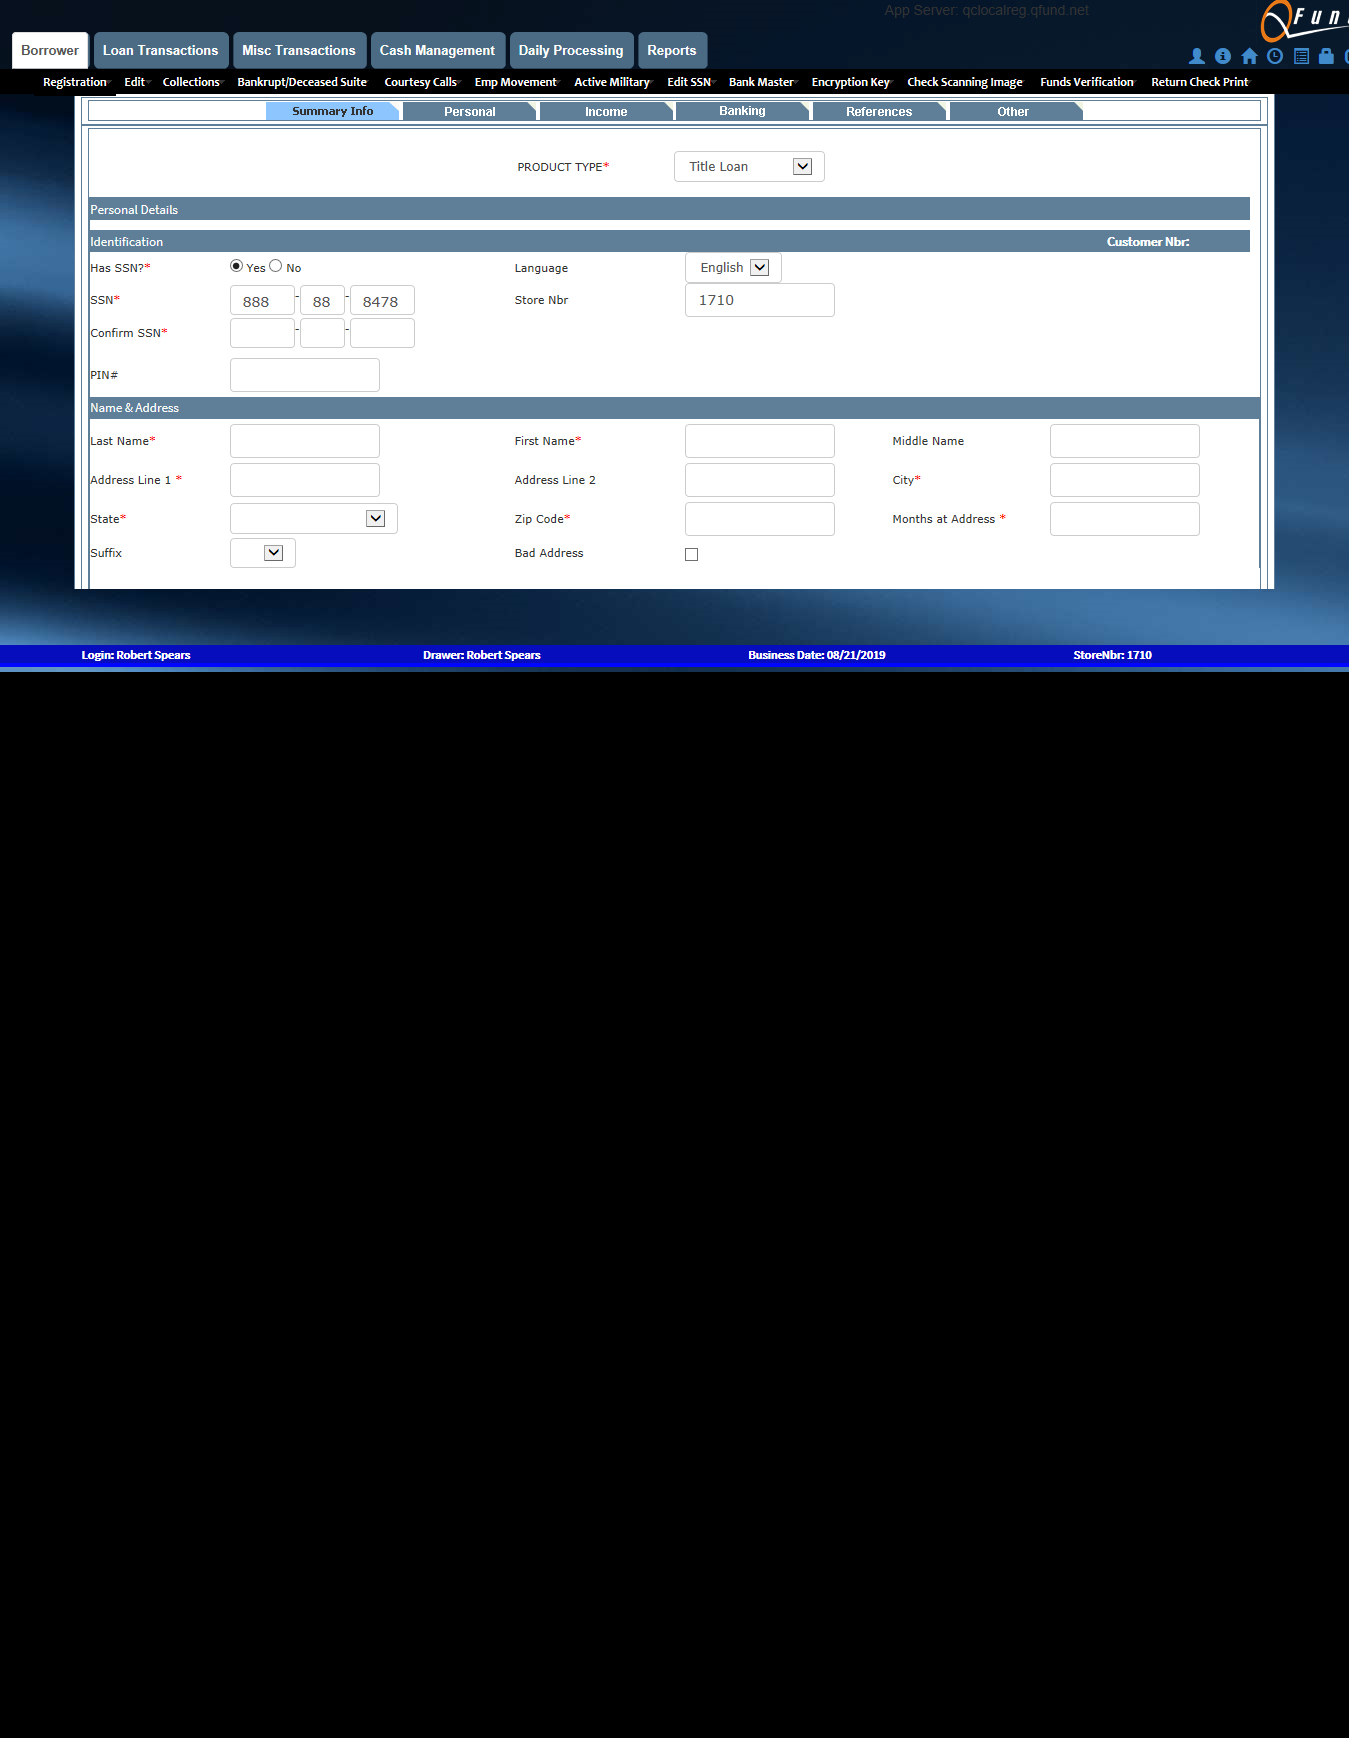 App Server: qclocalreg.qfund.net
QFun
Borrower Loan Transactions Misc Transactions Cash Management Daily Processing Reports
Registration Edit Collections Bankrupt/Deceased Suite Courtesy Calls Emp Movement Active Military Edit SSN Bank Master Encryption Key Check Scanning Image Funds Verification Return Check Print
Summary Info Personal Income Banking References Other
PRODUCT TYPE* Title Loan
Personal Details
Identification Customer Nbr:
Has SSN?* Yes No Language English
SSN* 888 - 88 - 8478 Store Nbr 1710
Confirm SSN* - -
PIN#
Name & Address
Last Name* First Name* Middle Name
Address Line 1 * Address Line 2 City*
State* Zip Code* Months at Address *
Suffix Bad Address
Login: Robert Spears Drawer: Robert Spears Business Date: 08/21/2019 StoreNbr: 1710